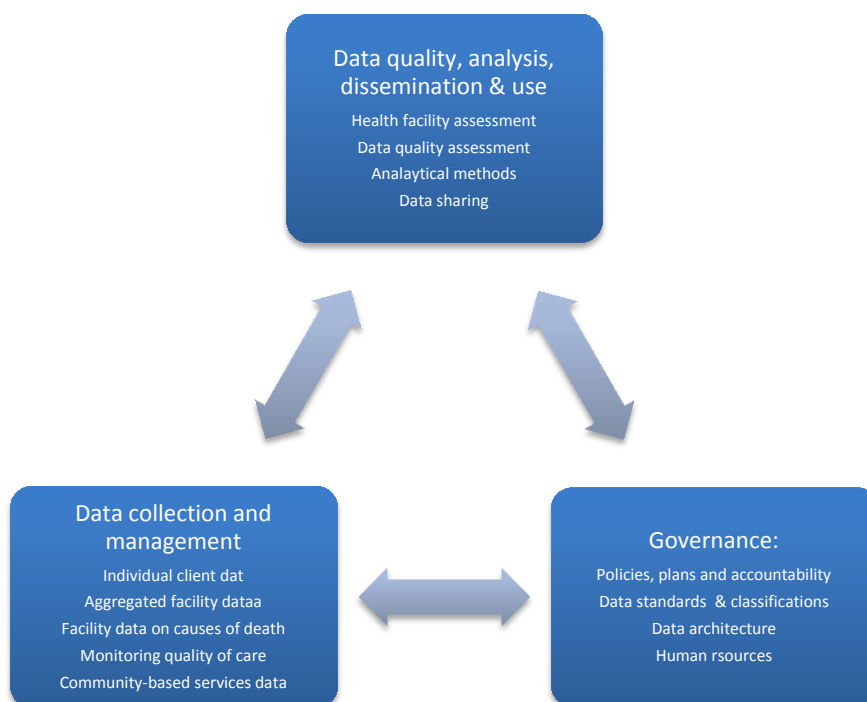 Data quality, analysis,
dissemination & use
Health facility assessment
Data quality assessment
Analaytical methods
Data sharing
Data collection and
management
Individual client dat
Aggregated facility dataa
Facility data on causes of death
Monitoring quality of care
Community-based services data
Governance:
Policies, plans and accountability
Data standards & classifications
Data architecture
Human rsources